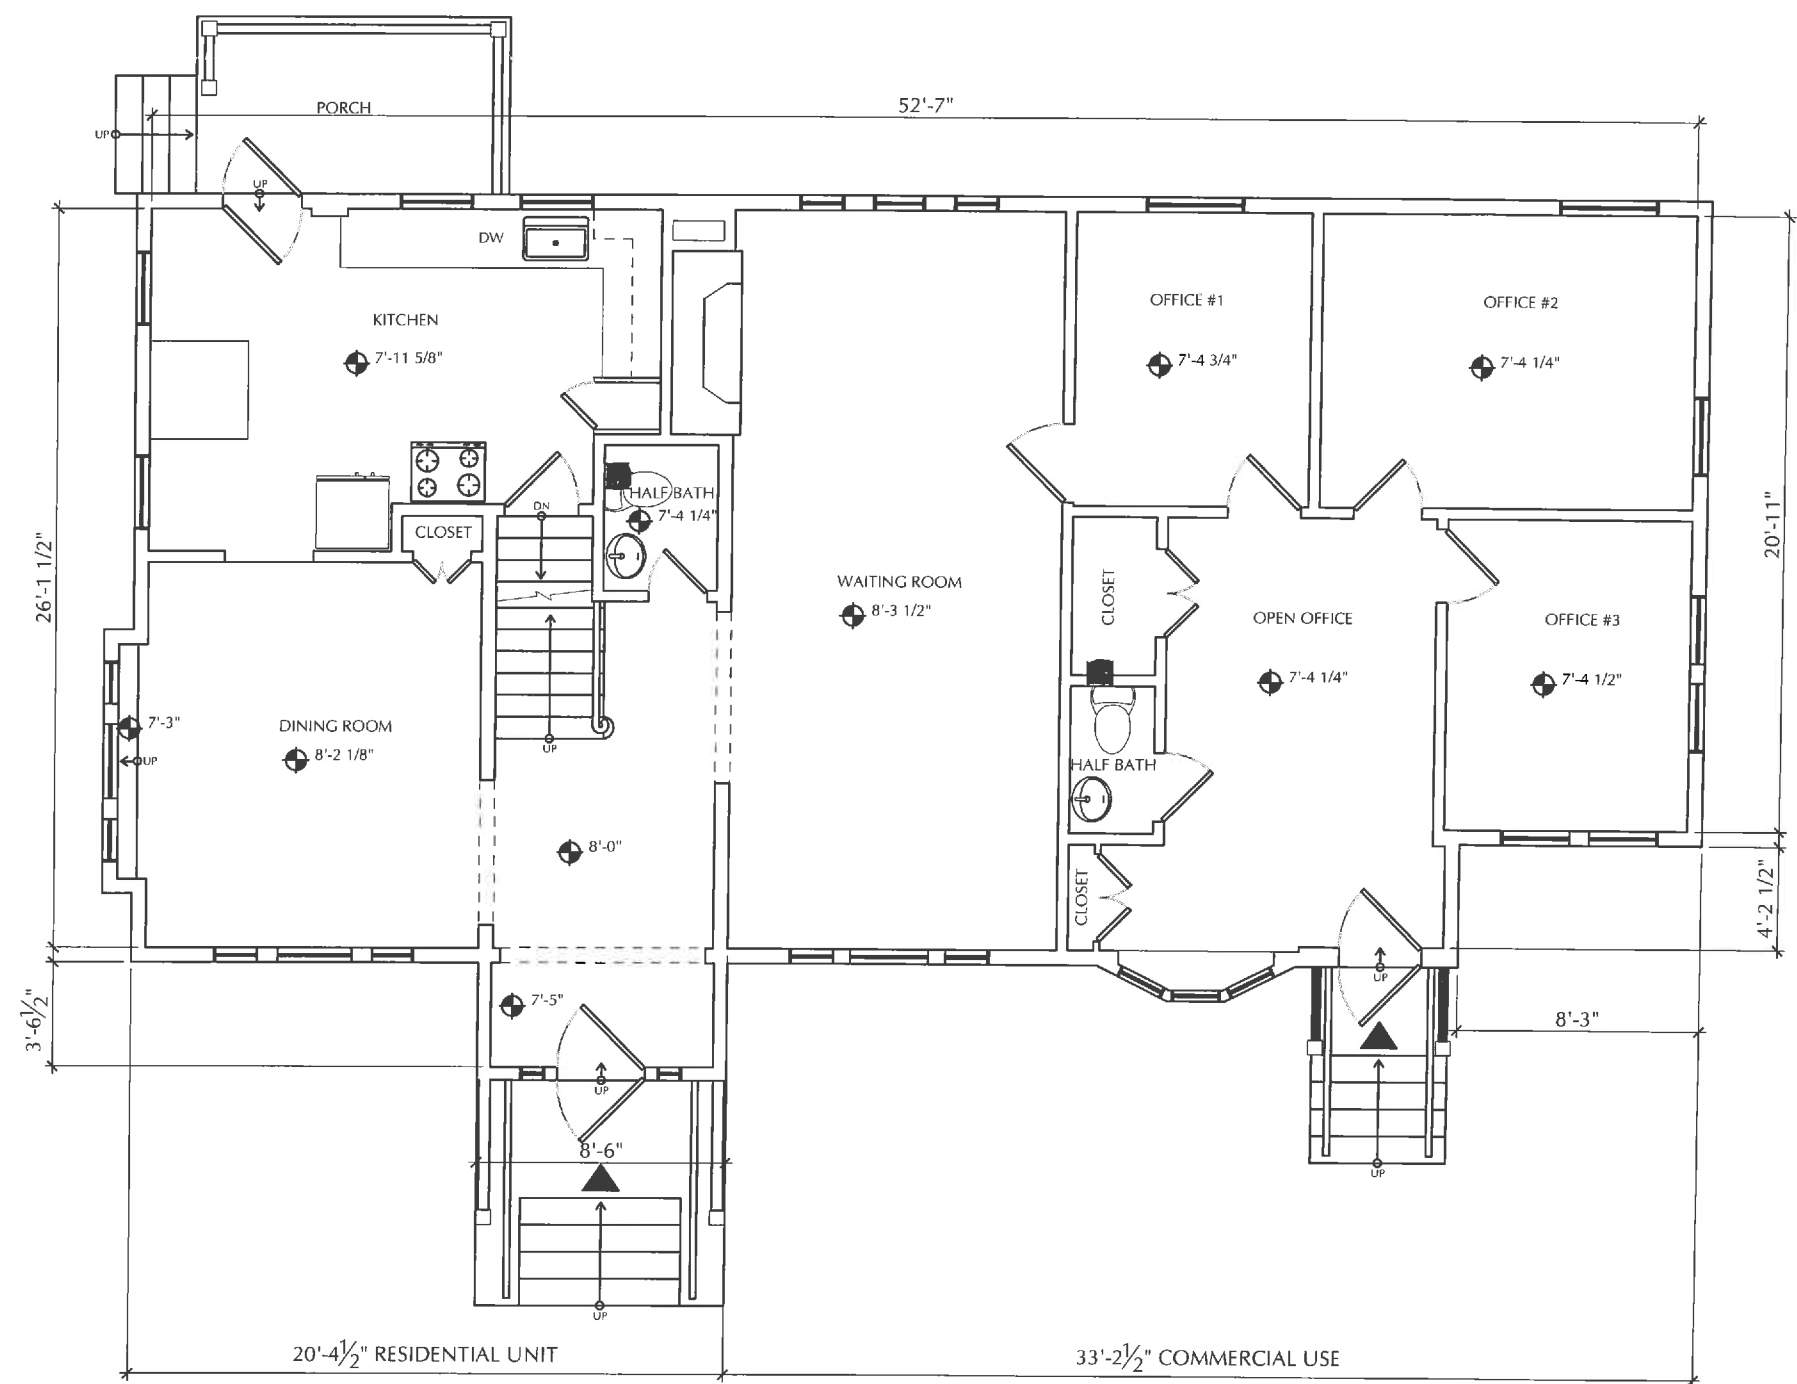 52'-7"
PORCH
UP
UP
DW
KITCHEN
7'-11 5/8"
OFFICE #1
7'-4 3/4"
OFFICE #2
7'-4 1/4"
HALF BATH
7'-4 1/4"
DN
CLOSET
26'-1 1/2"
20'-11"
WAITING ROOM
8'-3 1/2"
CLOSET
OPEN OFFICE
7'-4 1/4"
OFFICE #3
7'-4 1/2"
7'-3"
UP
DINING ROOM
8'-2 1/8"
UP
HALF BATH
8'-0"
CLOSET
4'-2 1/2"
3'-6 1/2"
7'-5"
UP
UP
8'-3"
8'-6"
UP
UP
20'-4 1/2" RESIDENTIAL UNIT
33'-2 1/2" COMMERCIAL USE